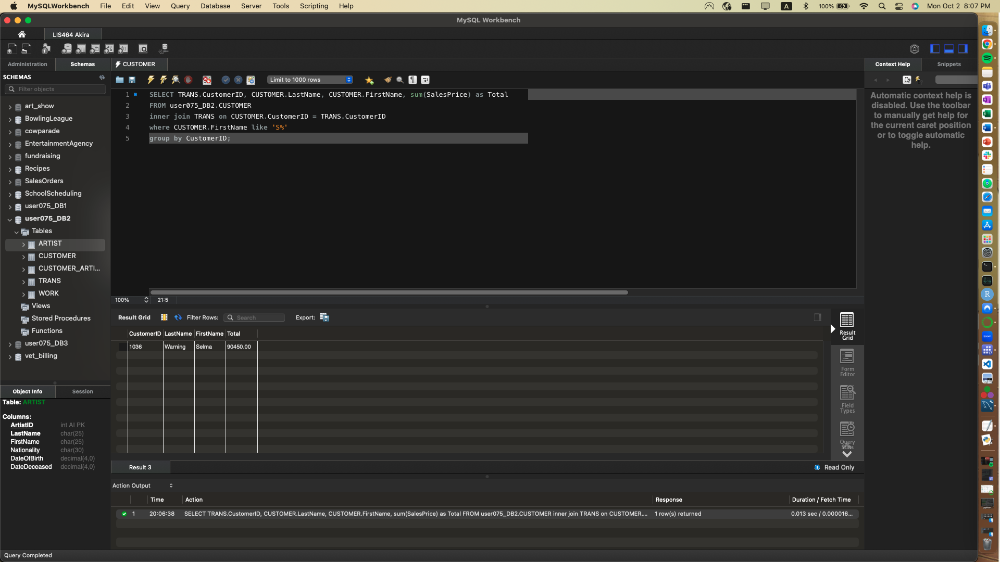 MySQLWorkbench File Edit View Query Database Server Tools Scripting Help
A 100% Mon Oct 2 8:07 PM
MySQL Workbench
LIS464 Akira
Administration Schemas
CUSTOMER
Context Help Snippets
SCHEMAS
Filter objects
art_show
BowlingLeague
cowparade
EntertainmentAgency
fundraising
Recipes
SalesOrders
SchoolScheduling
user075_DB1
user075_DB2
Tables
ARTIST
CUSTOMER
CUSTOMER_ARTI...
TRANS
WORK
Views
Stored Procedures
Functions
user075_DB3
vet_billing
Object Info Session
Table: ARTIST
Columns:
ArtistID int AI PK
LastName char(25)
FirstName char(25)
Nationality char(30)
DateOfBirth decimal(4,0)
DateDeceased decimal(4,0)
Limit to 1000 rows
1 SELECT TRANS.CustomerID, CUSTOMER.LastName, CUSTOMER.FirstName, sum(SalesPrice) as Total
2 FROM user075_DB2.CUSTOMER
3 inner join TRANS on CUSTOMER.CustomerID = TRANS.CustomerID
4 where CUSTOMER.FirstName like 'S%'
5 group by CustomerID;
100% 21:5
Result Grid Filter Rows: Search Export:
CustomerID LastName FirstName Total
1036 Warning Selma 90450.00
Result
Grid
Form
Editor
Field
Types
Query
Stats
Result 3
Read Only
Action Output
Time Action Response Duration / Fetch Time
1 20:06:38 SELECT TRANS.CustomerID, CUSTOMER.LastName, CUSTOMER.FirstName, sum(SalesPrice) as Total FROM user075_DB2.CUSTOMER inner join TRANS on CUSTOMER.... 1 row(s) returned 0.013 sec / 0.000016...
Automatic context help is
disabled. Use the toolbar
to manually get help for
the current caret position
or to toggle automatic
help.
Query Completed